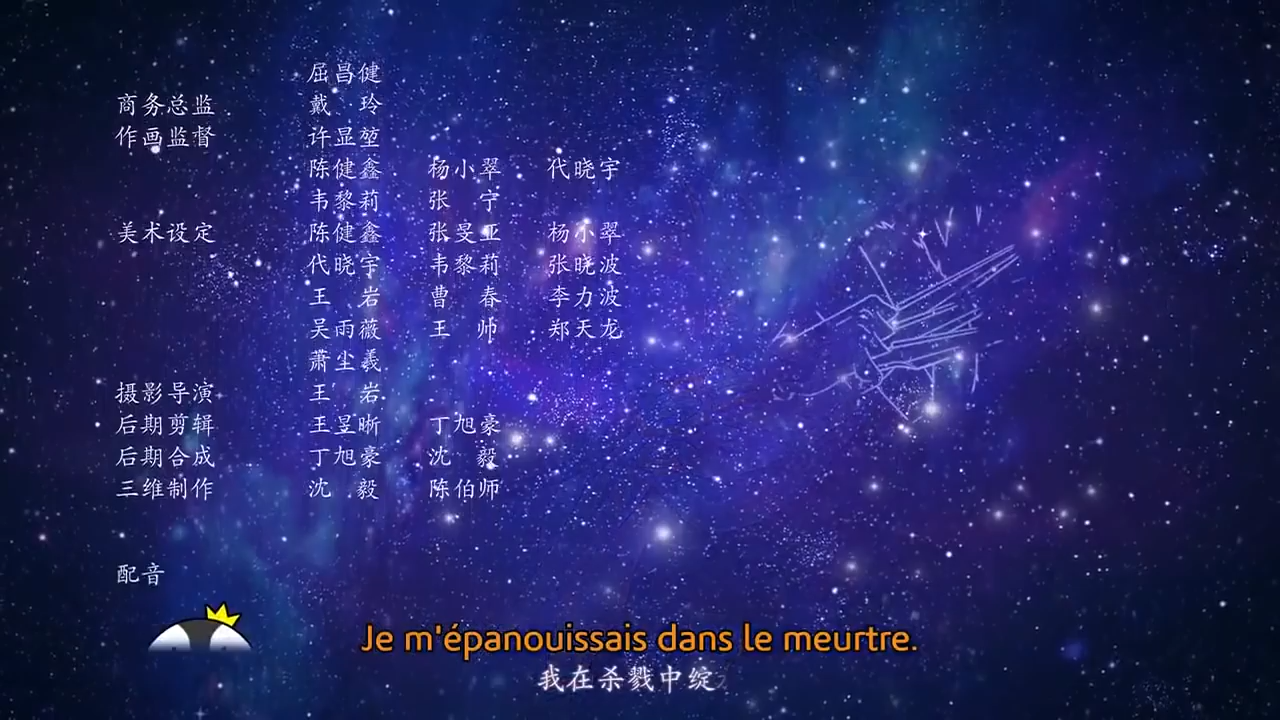 屈昌健
商务总监 戴 玲
作画监督 许显堃
陈健鑫 杨小翠 代晓宇
韦黎莉 张 宁
美术设定 陈健鑫 张旻亚 杨小翠
代晓宇 韦黎莉 张晓波
王 岩 曹 春 李力波
吴雨薇 王 帅 郑天龙
萧尘羲
摄影导演 王 岩
后期剪辑 王昱晰 丁旭豪
后期合成 丁旭豪 沈 毅
三维制作 沈 毅 陈伯师
配音
Je m'épanouissais dans le meurtre.
我在杀戮中绽